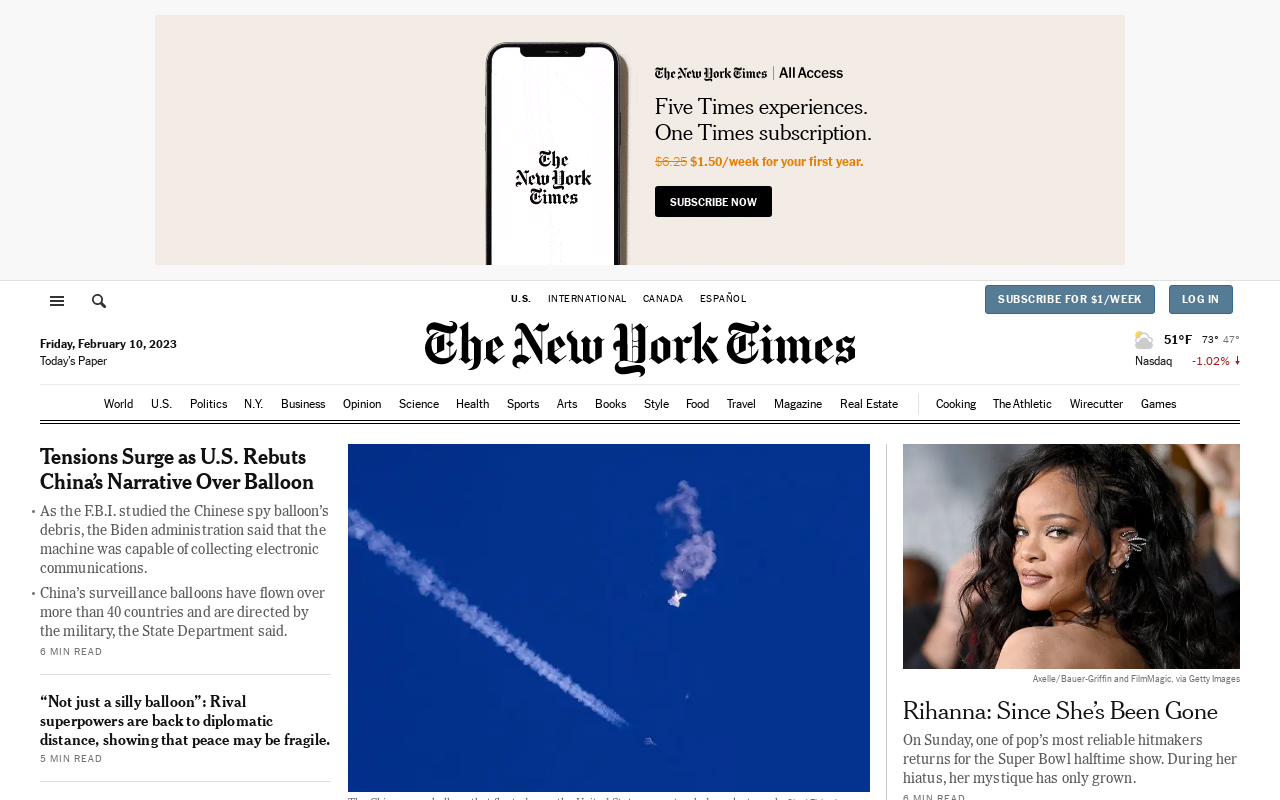 The New York Times
The New York Times | All Access
Five Times experiences.
One Times subscription.
$6.25 $1.50/week for your first year.
SUBSCRIBE NOW
U.S. INTERNATIONAL CANADA ESPAÑOL
SUBSCRIBE FOR $1/WEEK LOG IN
Friday, February 10, 2023
Today's Paper
The New York Times
51°F 73° 47°
Nasdaq -1.02%
World U.S. Politics N.Y. Business Opinion Science Health Sports Arts Books Style Food Travel Magazine Real Estate Cooking The Athletic Wirecutter Games
Tensions Surge as U.S. Rebuts
China’s Narrative Over Balloon
• As the F.B.I. studied the Chinese spy balloon’s
debris, the Biden administration said that the
machine was capable of collecting electronic
communications.
• China’s surveillance balloons have flown over
more than 40 countries and are directed by
the military, the State Department said.
6 MIN READ
“Not just a silly balloon”: Rival
superpowers are back to diplomatic
distance, showing that peace may be fragile.
5 MIN READ
Axelle/Bauer-Griffin and FilmMagic, via Getty Images
Rihanna: Since She’s Been Gone
On Sunday, one of pop’s most reliable hitmakers
returns for the Super Bowl halftime show. During her
hiatus, her mystique has only grown.
6 MIN READ